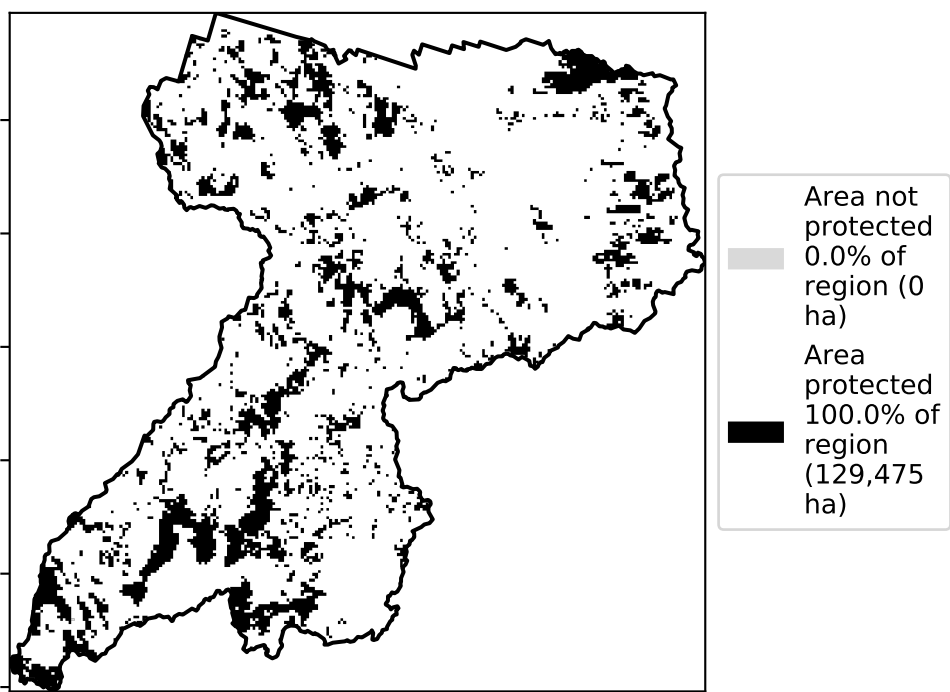 Area not
protected
0.0% of
region (0
ha)
Area
protected
100.0% of
region
(129,475
ha)